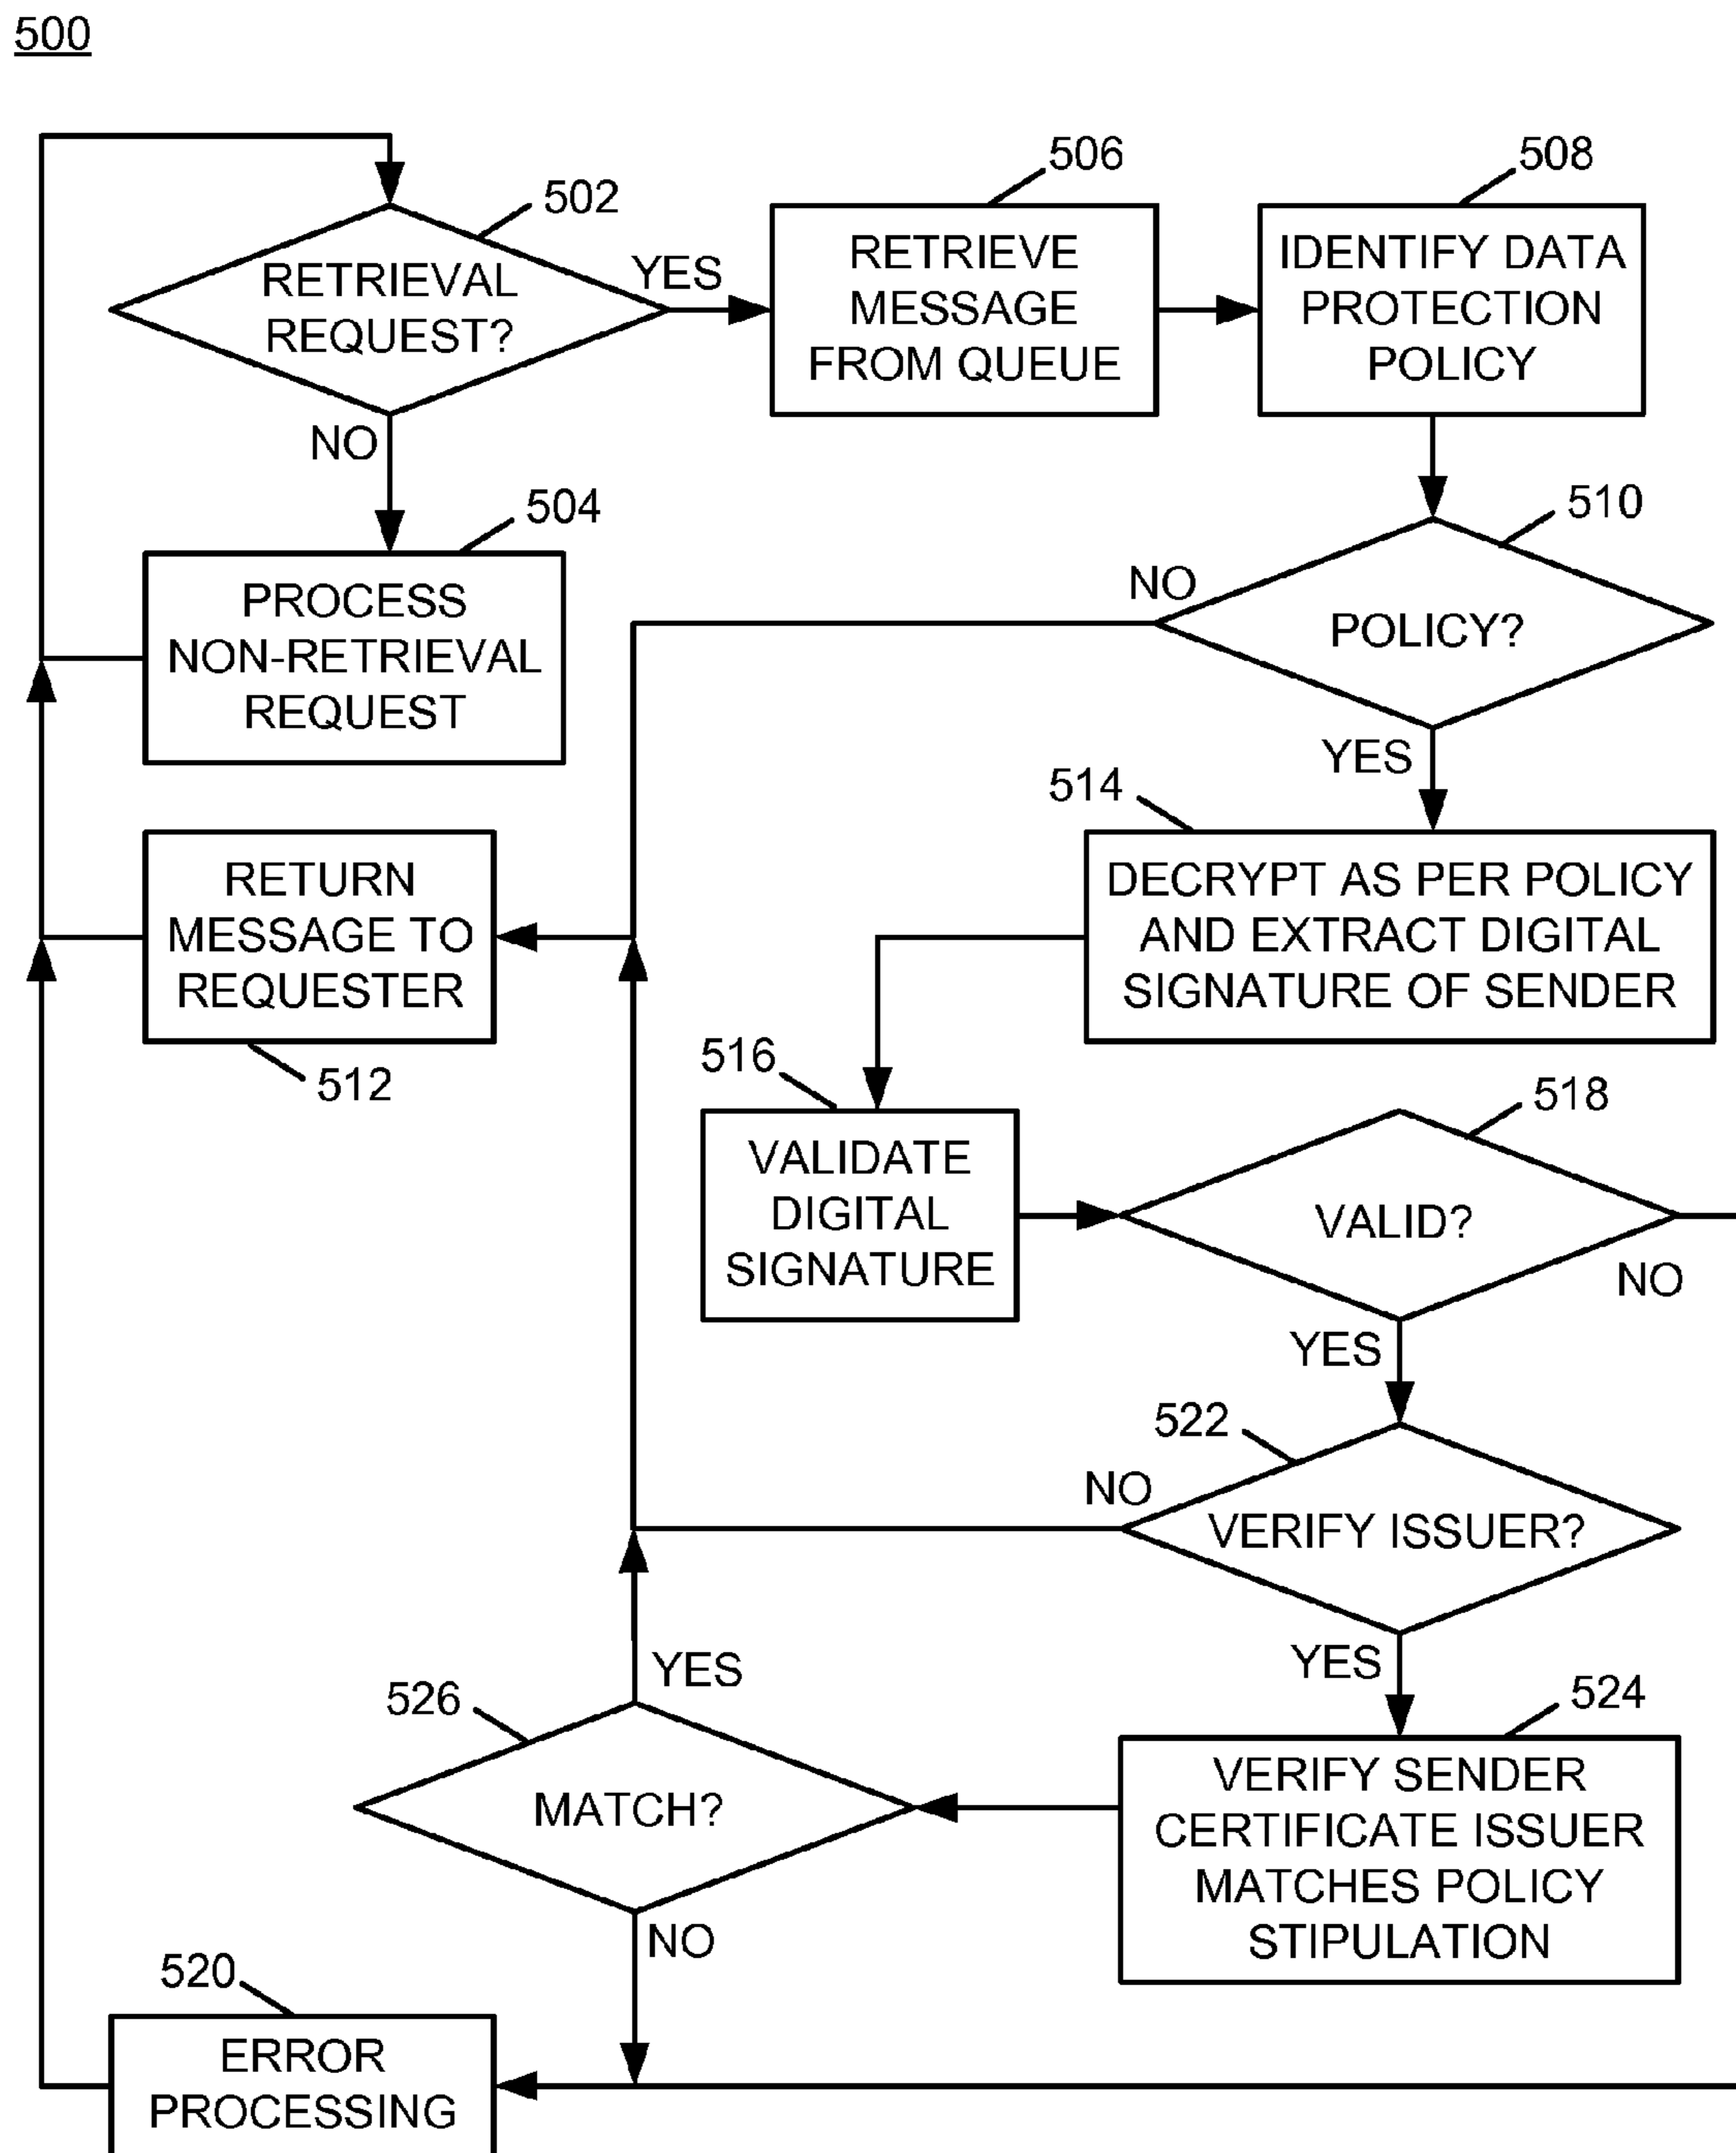 500
502
RETRIEVAL
REQUEST?
YES
NO
506
RETRIEVE
MESSAGE
FROM QUEUE
508
IDENTIFY DATA
PROTECTION
POLICY
504
PROCESS
NON-RETRIEVAL
REQUEST
510
NO
POLICY?
YES
514
DECRYPT AS PER POLICY
AND EXTRACT DIGITAL
SIGNATURE OF SENDER
RETURN
MESSAGE TO
REQUESTER
512
516
VALIDATE
DIGITAL
SIGNATURE
518
VALID?
NO
YES
522
NO
VERIFY ISSUER?
YES
524
VERIFY SENDER
CERTIFICATE ISSUER
MATCHES POLICY
STIPULATION
526
YES
MATCH?
NO
520
ERROR
PROCESSING